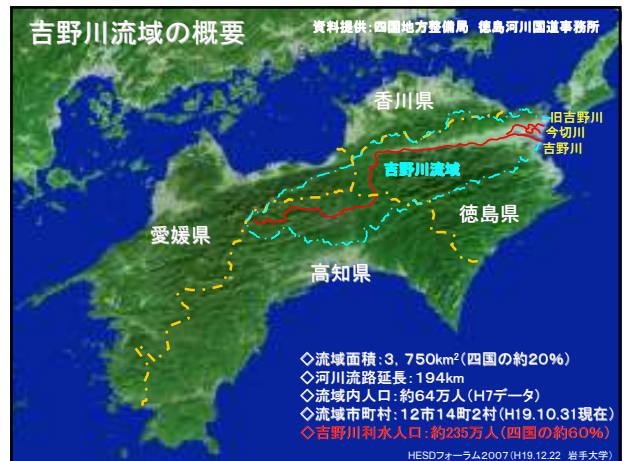 吉野川流域の概要
資料提供:四国地方整備局 徳島河川国道事務所
香川県
旧吉野川
今切川
吉野川
吉野川流域
徳島県
愛媛県
高知県
◇流域面積:3,750km²(四国の約20%)
◇河川流路延長:194km
◇流域内人口:約64万人(H7データ)
◇流域市町村:12市14町2村(H19.10.31現在)
◇吉野川利水人口:約235万人(四国の約60%)
HESDフォーラム2007(H19.12.22 岩手大学)